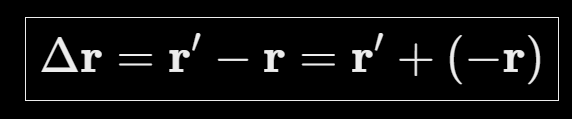 Δ𝐫 = 𝐫′ − 𝐫 = 𝐫′ + (−𝐫)